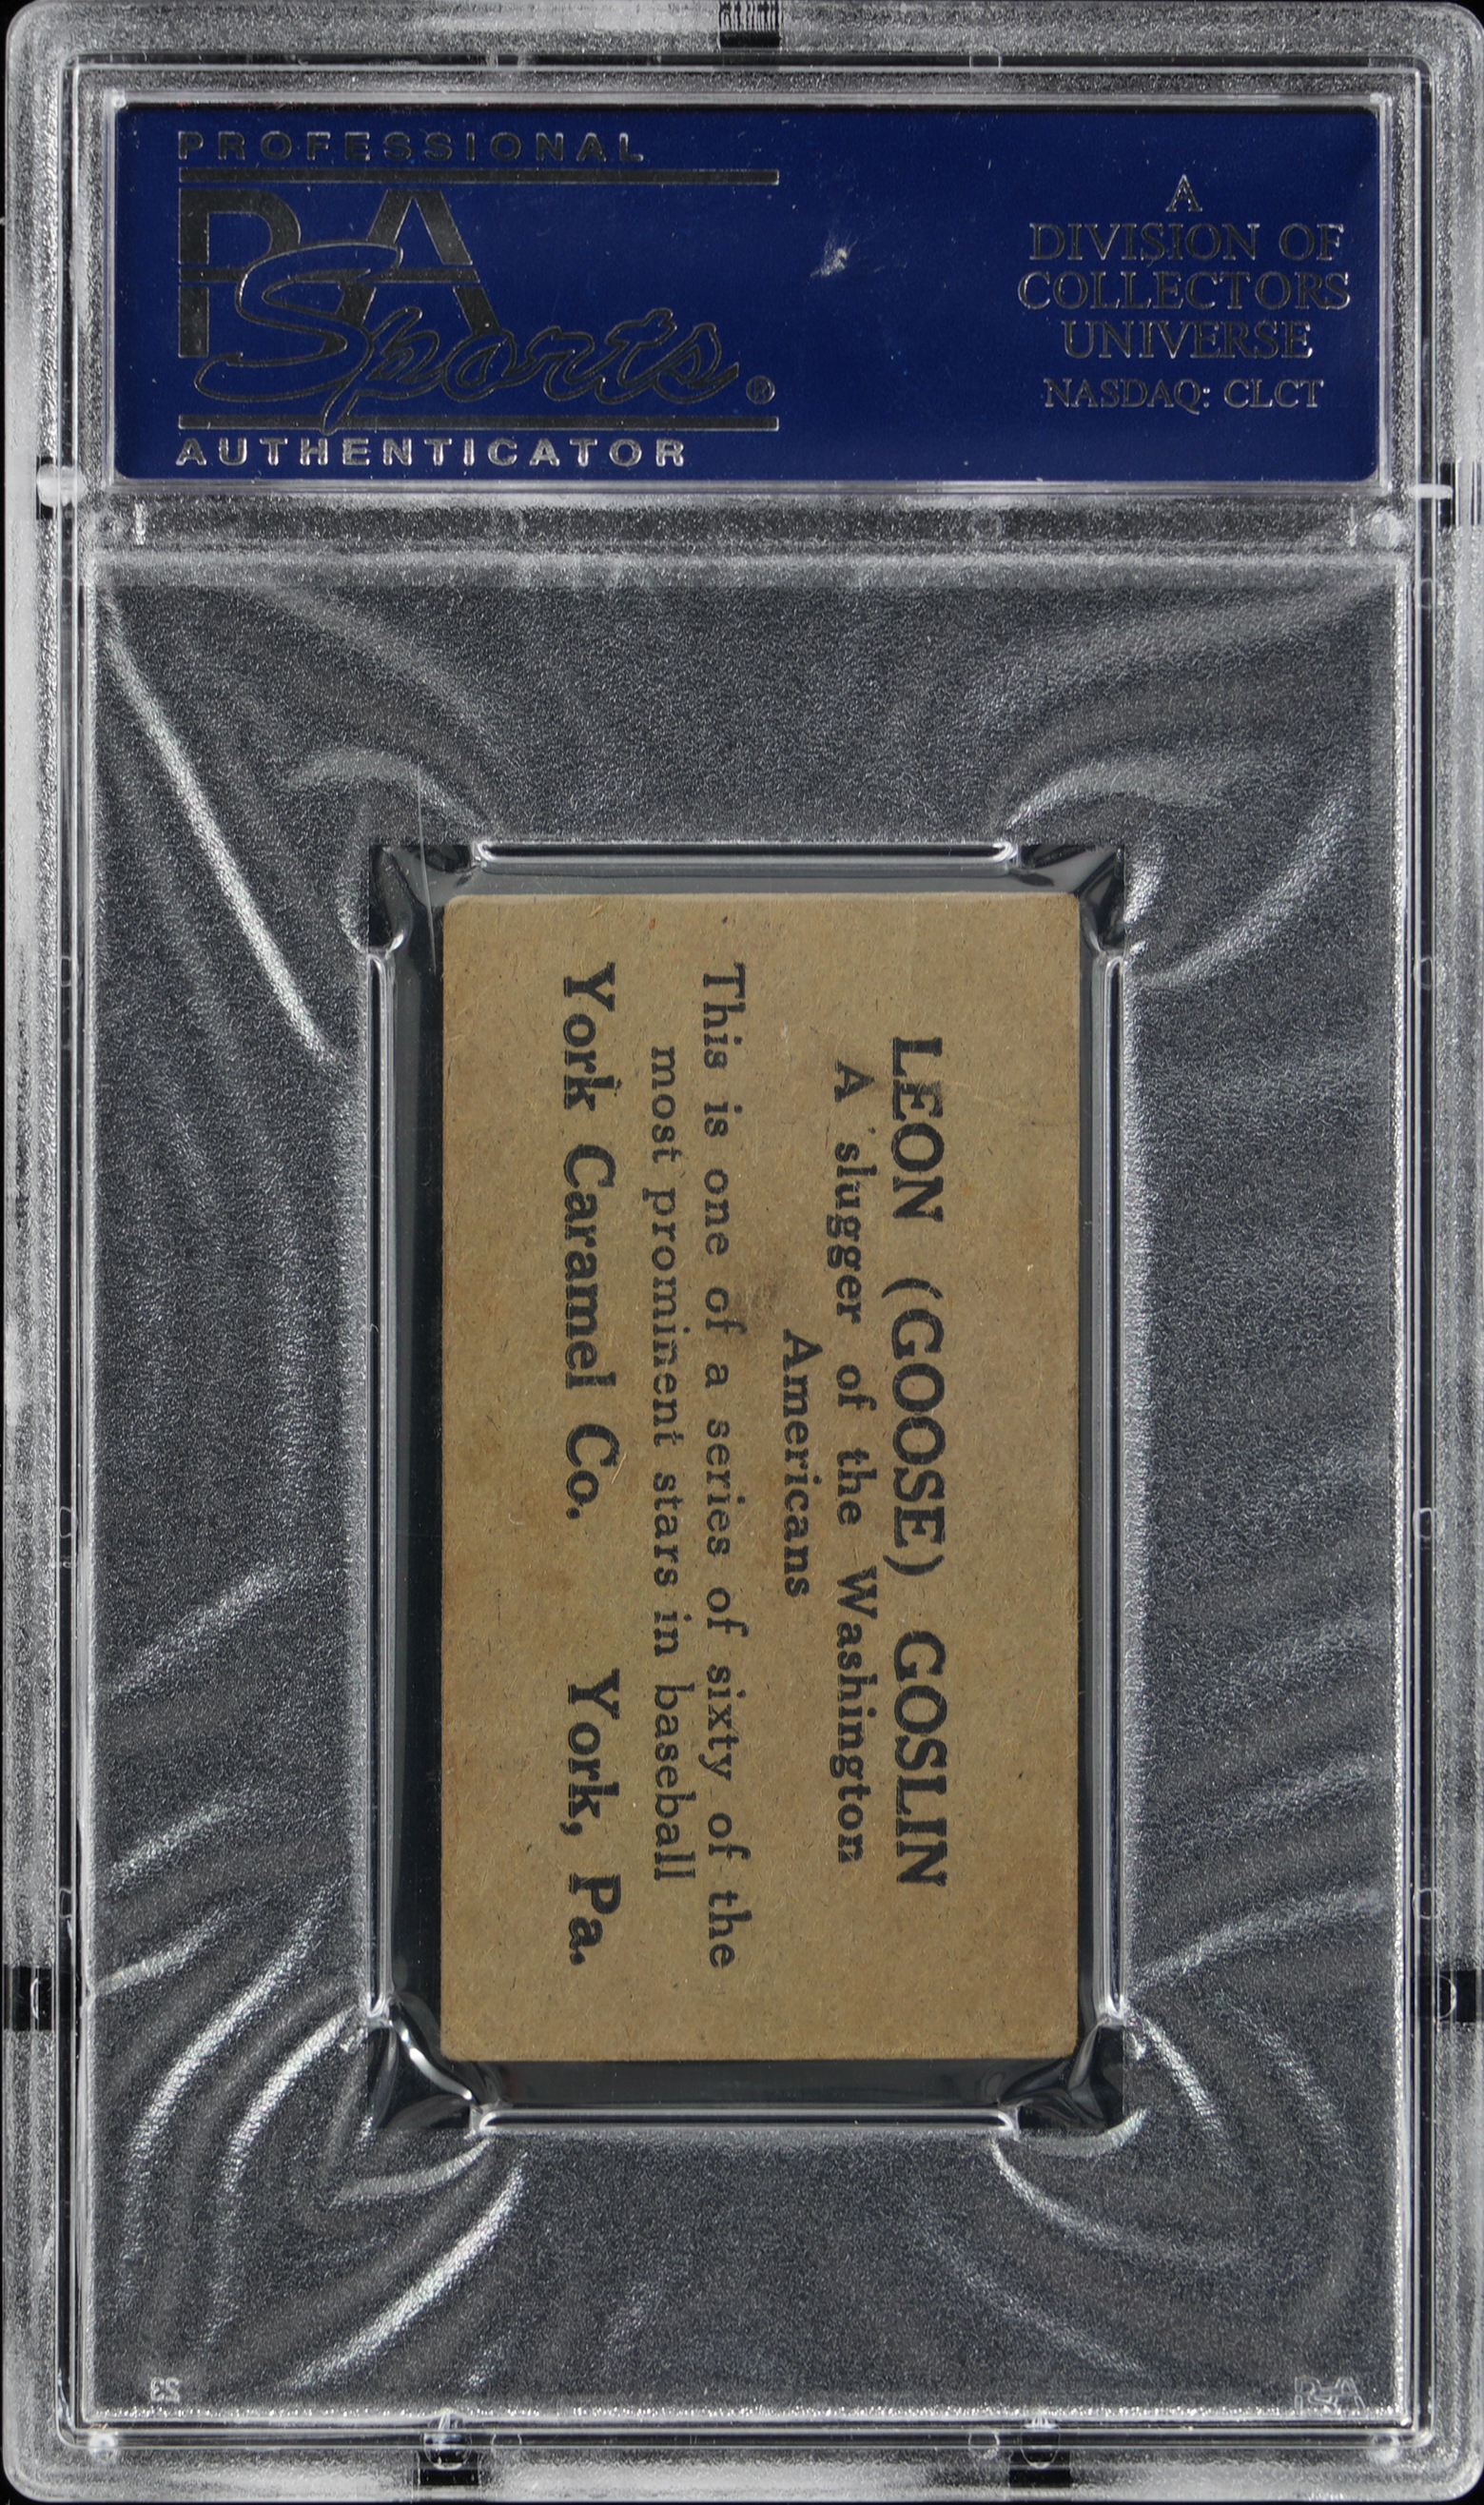 PROFESSIONAL
PSA
Sports ®
AUTHENTICATOR
A
DIVISION OF
COLLECTORS
UNIVERSE
NASDAQ: CLCT
LEON (GOOSE) GOSLIN
A slugger of the Washington
Americans
This is one of a series of sixty of the
most prominent stars in baseball
York Caramel Co. York, Pa.
PSA